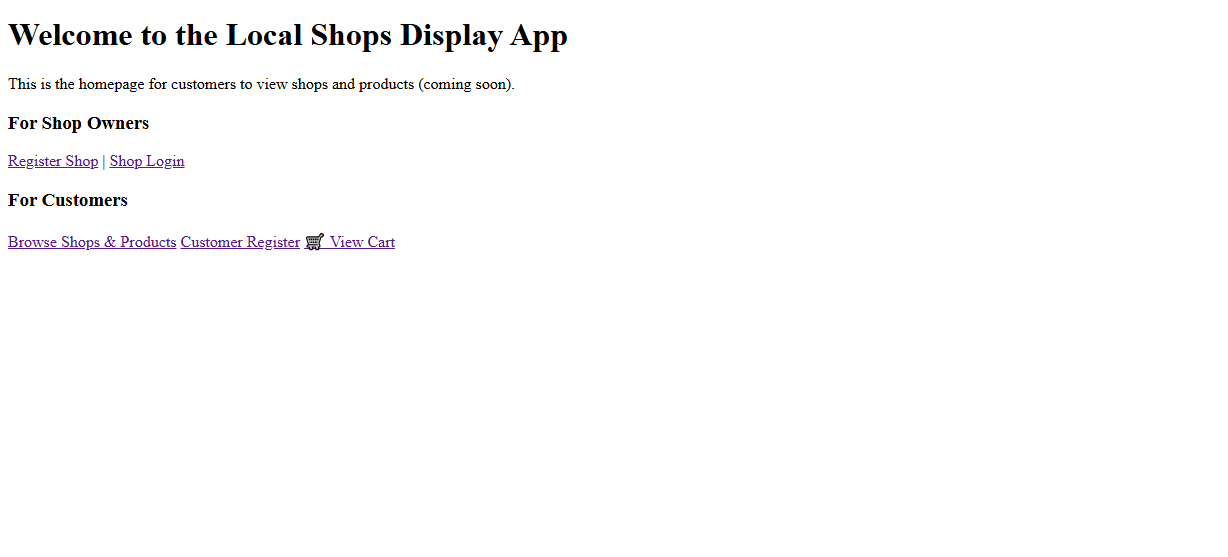 Welcome to the Local Shops Display App
This is the homepage for customers to view shops and products (coming soon).
For Shop Owners
Register Shop | Shop Login
For Customers
Browse Shops & Products Customer Register 🛒 View Cart